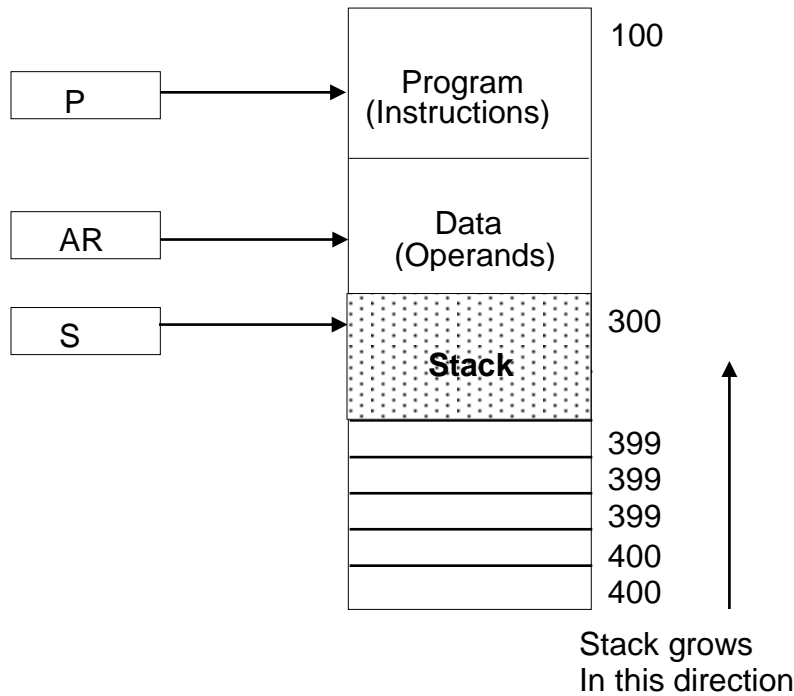 100
Program
(Instructions)
P
Data
(Operands)
AR
S
300
Stack
399
399
399
400
400
Stack grows
In this direction